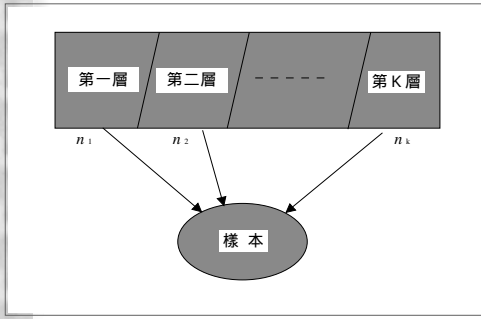 第一層 第二層 ----- 第K層
n₁ n₂ nₖ
樣 本